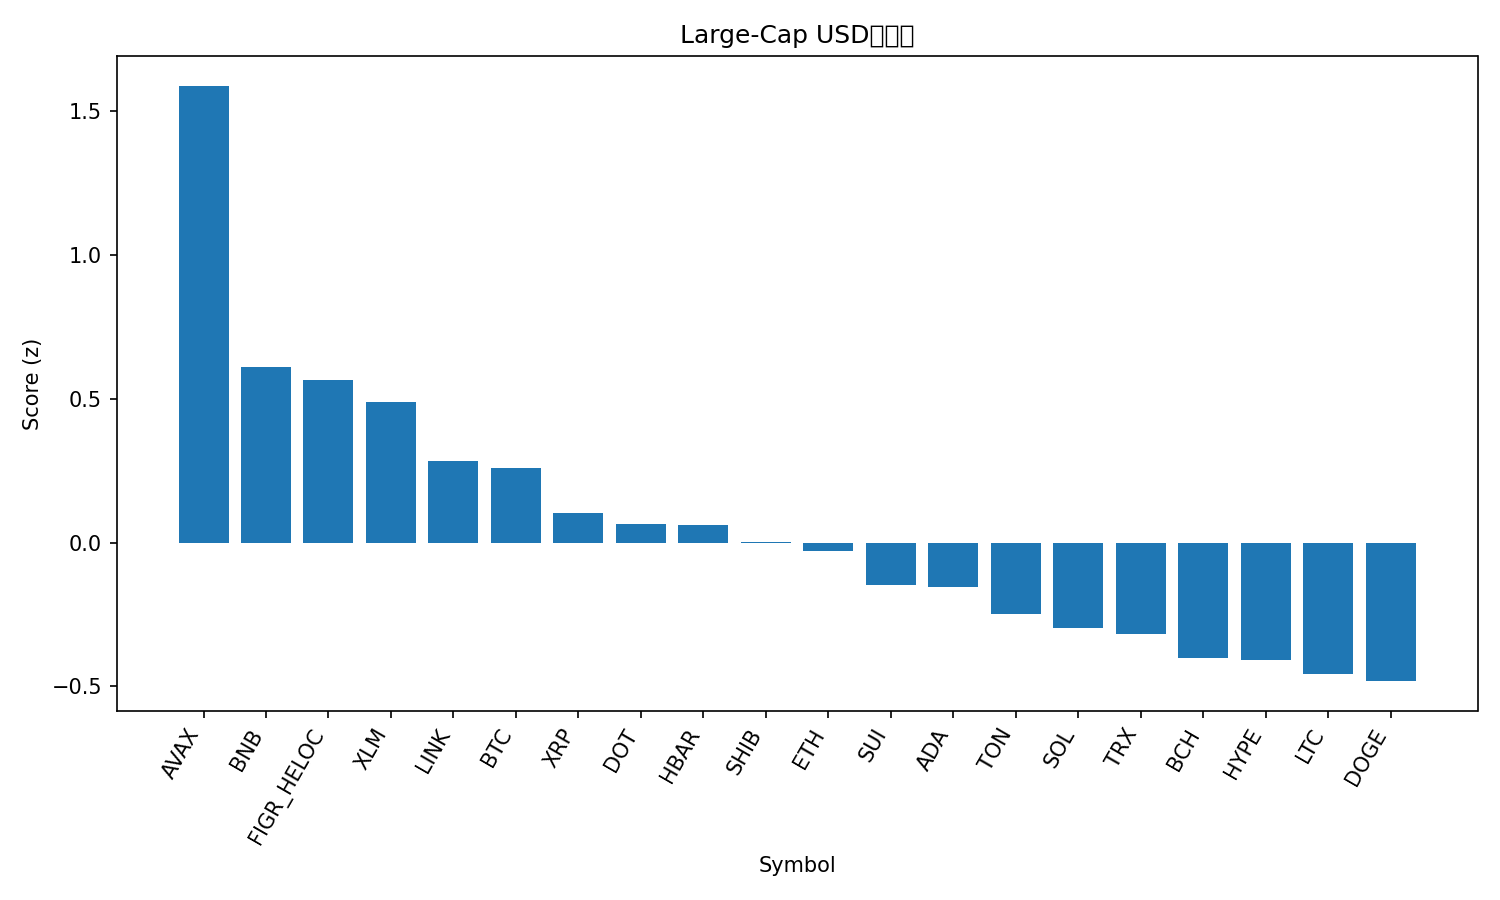 Large-Cap USD
Score (z)
1.5
1.0
0.5
0.0
−0.5
AVAX
BNB
FIGR_HELOC
XLM
LINK
BTC
XRP
DOT
HBAR
SHIB
ETH
SUI
ADA
TON
SOL
TRX
BCH
HYPE
LTC
DOGE
Symbol